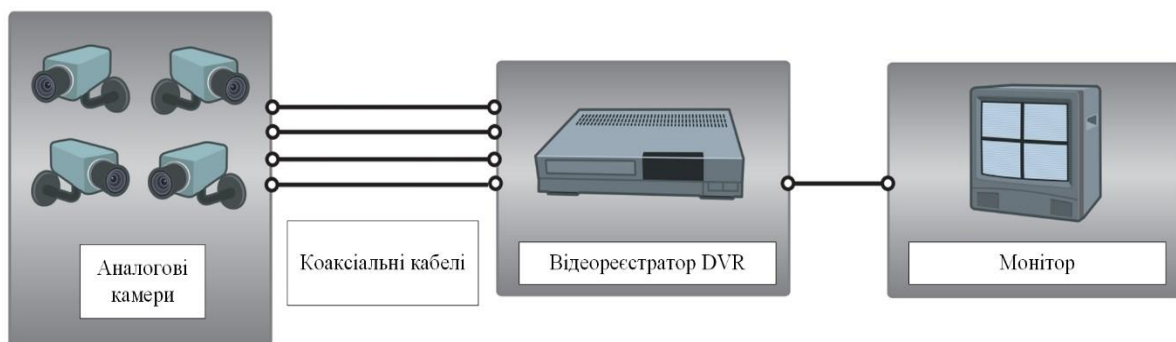 Аналогові
камери
Коаксіальні кабелі
Відеореєстратор DVR
Монітор